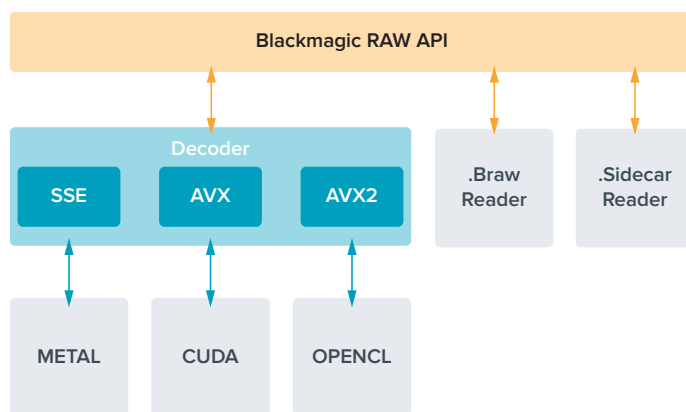 Blackmagic RAW API
Decoder
SSE
AVX
AVX2
.Braw
Reader
.Sidecar
Reader
METAL
CUDA
OPENCL